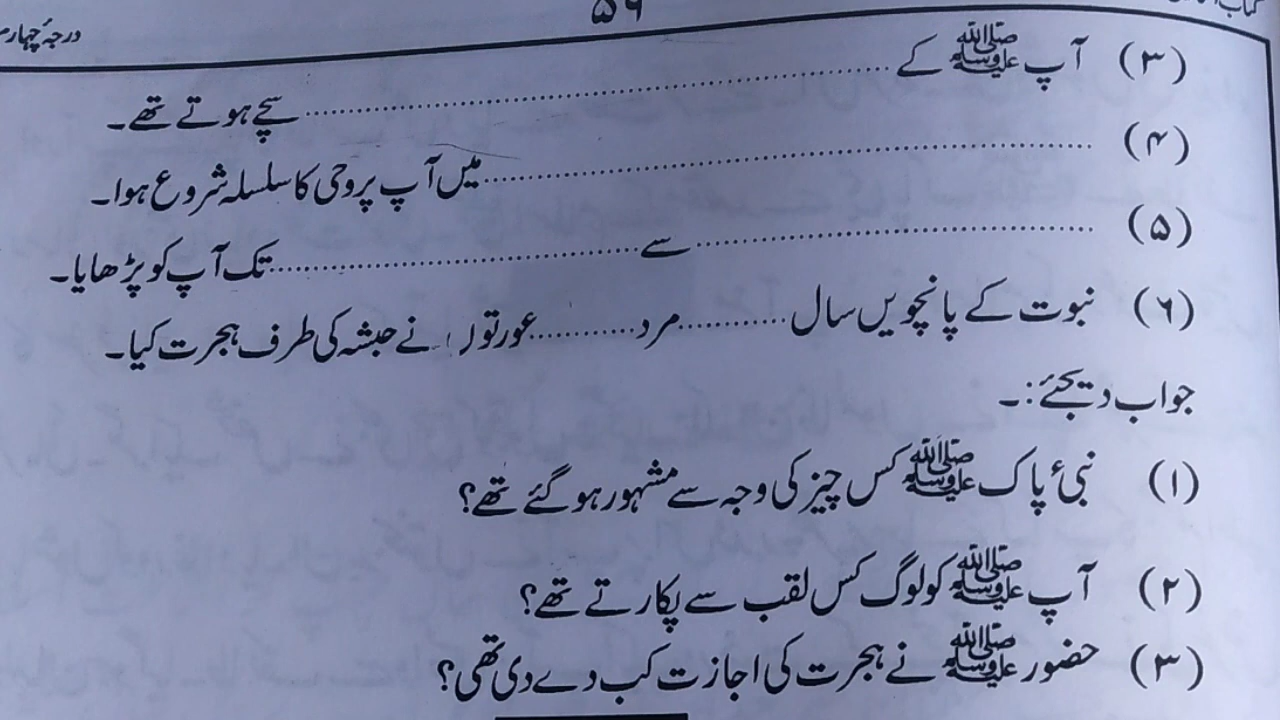 درجۂ چہارم ۵۶
(۳) آپ ﷺ کے ........................ سچے ہوتے تھے۔
(۴) ........................ میں آپ پر وحی کا سلسلہ شروع ہوا۔
(۵) ............ سے ............ تک آپ کو پڑھایا۔
(۶) نبوت کے پانچویں سال ............ مرد ............ عورتوں نے حبشہ کی طرف ہجرت کیا۔
جواب دیجئے:۔
(۱) نبیٔ پاک ﷺ کس چیز کی وجہ سے مشہور ہو گئے تھے؟
(۲) آپ ﷺ کو لوگ کس لقب سے پکارتے تھے؟
(۳) حضور ﷺ نے ہجرت کی اجازت کب دے دی تھی؟